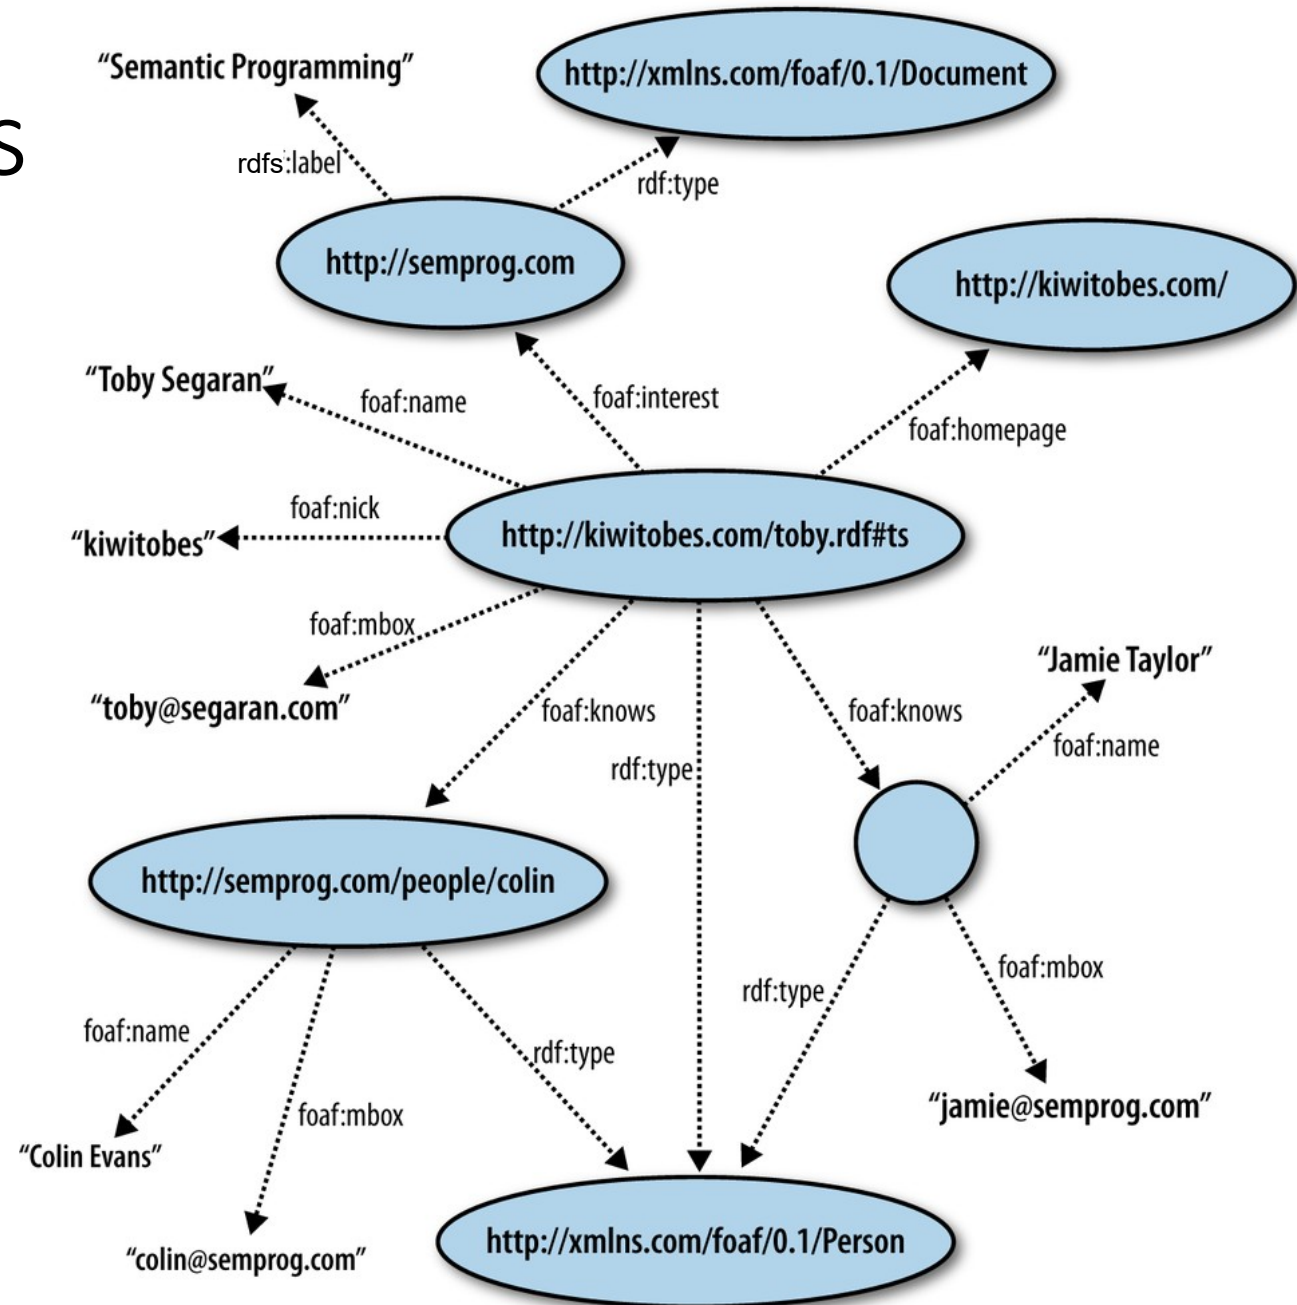 “Semantic Programming”
http://xmlns.com/foaf/0.1/Document
S
rdfs:label
rdf:type
http://semprog.com
http://kiwitobes.com/
“Toby Segaran”
foaf:name
foaf:interest
foaf:homepage
foaf:nick
“kiwitobes”
http://kiwitobes.com/toby.rdf#ts
foaf:mbox
“Jamie Taylor”
“toby@segaran.com”
foaf:knows
foaf:knows
foaf:name
rdf:type
http://semprog.com/people/colin
foaf:mbox
rdf:type
foaf:name
rdf:type
foaf:mbox
“jamie@semprog.com”
“Colin Evans”
http://xmlns.com/foaf/0.1/Person
“colin@semprog.com”